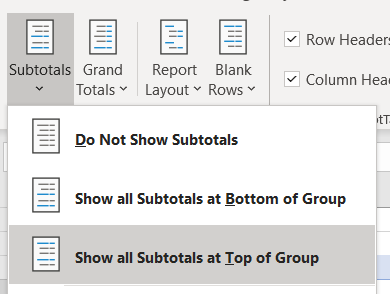 Subtotals
Grand Totals
Report Layout
Blank Rows
Row Headers
Column Hea
Do Not Show Subtotals
Show all Subtotals at Bottom of Group
Show all Subtotals at Top of Group